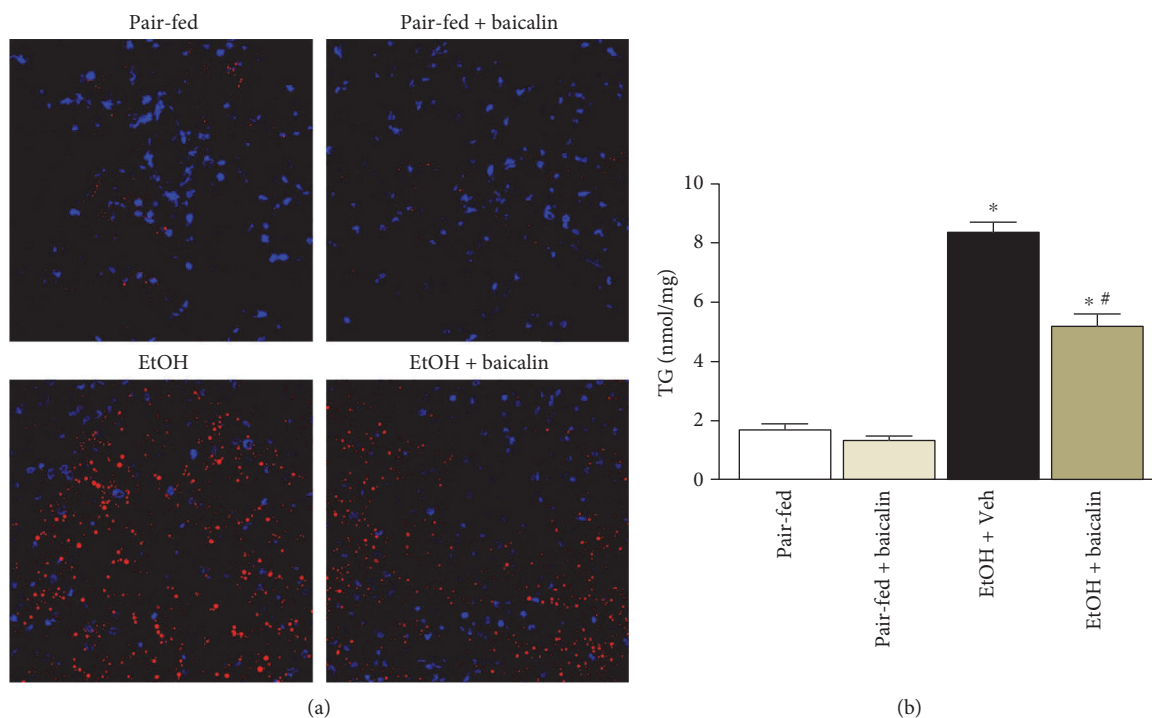 Pair-fed
Pair-fed + baicalin
EtOH
EtOH + baicalin
(a)
TG (nmol/mg)
10
8
6
4
2
0
*
* #
Pair-fed
Pair-fed + baicalin
EtOH + Veh
EtOH + baicalin
(b)